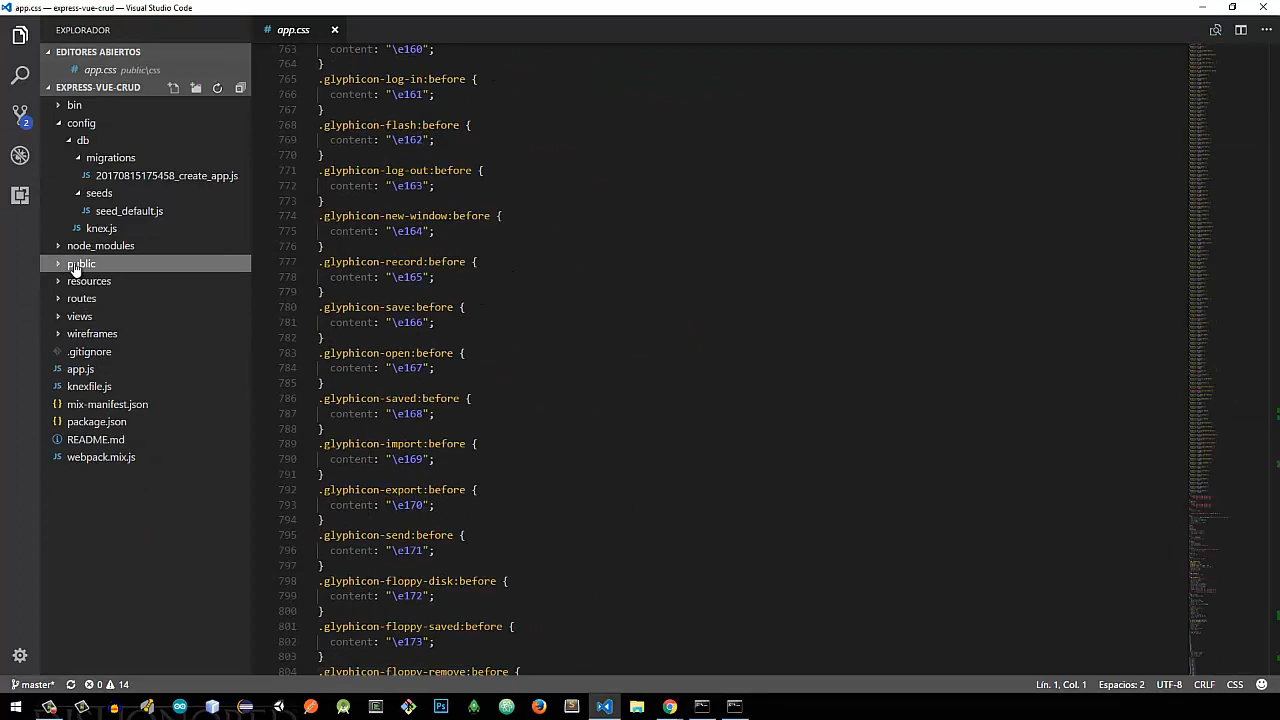 app.css - express-vue-crud - Visual Studio Code
EXPLORADOR
EDITORES ABIERTOS
# app.css public\css
EXPRESS-VUE-CRUD
bin
config
db
migrations
JS 20170815175458_create_app.js
seeds
JS seed_default.js
JS knex.js
node_modules
public
resources
routes
views
wireframes
.gitignore
JS app.js
JS knexfile.js
{} mix-manifest.json
{} package.json
README.md
JS webpack.mix.js
2
# app.css
763 content: "\e160";
764 }
765 .glyphicon-log-in:before {
766 content: "\e161";
767 }
768 .glyphicon-flash:before {
769 content: "\e162";
770 }
771 .glyphicon-log-out:before {
772 content: "\e163";
773 }
774 .glyphicon-new-window:before {
775 content: "\e164";
776 }
777 .glyphicon-record:before {
778 content: "\e165";
779 }
780 .glyphicon-save:before {
781 content: "\e166";
782 }
783 .glyphicon-open:before {
784 content: "\e167";
785 }
786 .glyphicon-saved:before {
787 content: "\e168";
788 }
789 .glyphicon-import:before {
790 content: "\e169";
791 }
792 .glyphicon-export:before {
793 content: "\e170";
794 }
795 .glyphicon-send:before {
796 content: "\e171";
797 }
798 .glyphicon-floppy-disk:before {
799 content: "\e172";
800 }
801 .glyphicon-floppy-saved:before {
802 content: "\e173";
803 }
804 .glyphicon-floppy-remove:before {
master* 0 14 Lín. 1, Col. 1 Espacios: 2 UTF-8 CRLF CSS